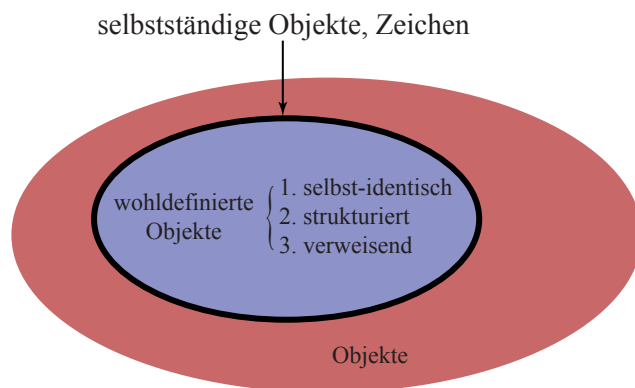 selbstständige Objekte, Zeichen
wohldefinierte
Objekte
1. selbst-identisch
2. strukturiert
3. verweisend
Objekte